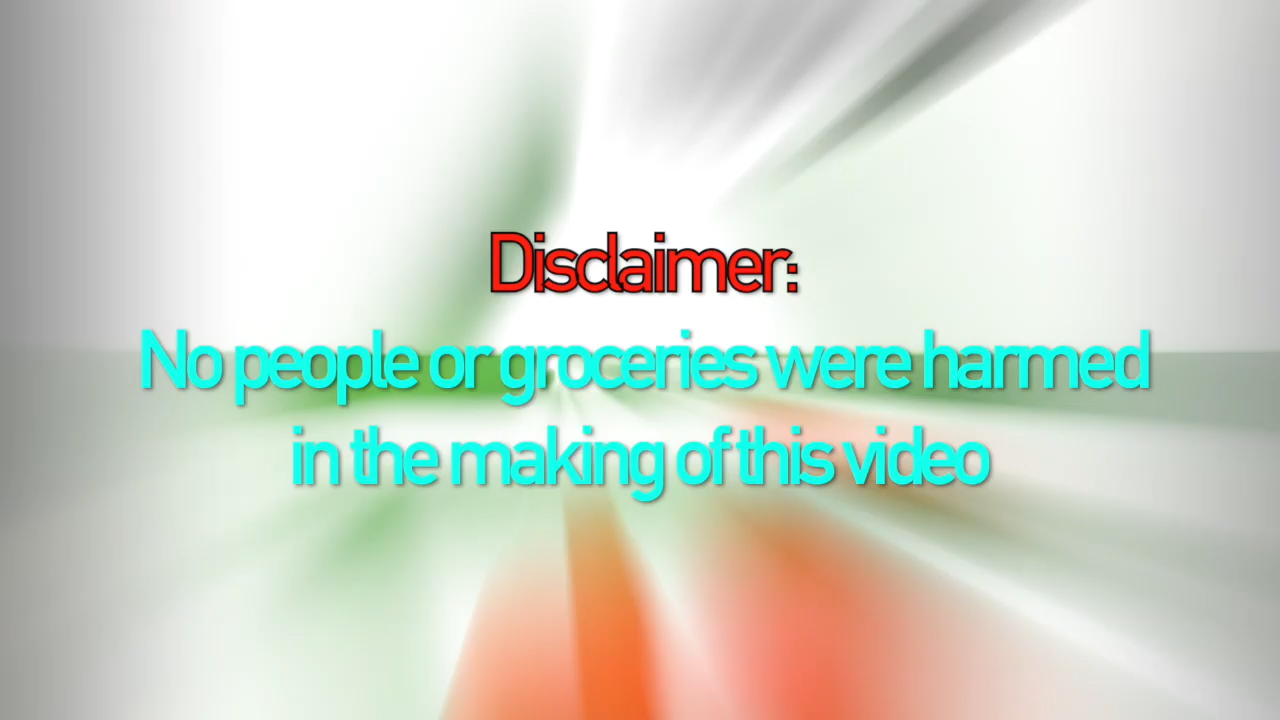 Disclaimer:
No people or groceries were harmed
in the making of this video